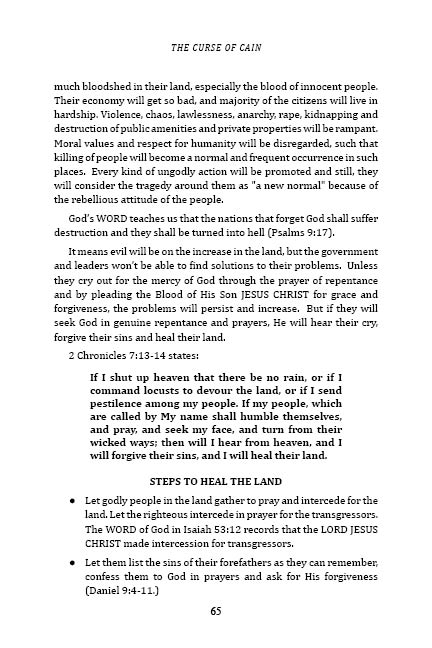 THE CURSE OF CAIN
much bloodshed in their land, especially the blood of innocent people.
Their economy will get so bad, and majority of the citizens will live in
hardship. Violence, chaos, lawlessness, anarchy, rape, kidnapping and
destruction of public amenities and private properties will be rampant.
Moral values and respect for humanity will be disregarded, such that
killing of people will become a normal and frequent occurrence in such
places. Every kind of ungodly action will be promoted and still, they
will consider the tragedy around them as "a new normal" because of
the rebellious attitude of the people.
God's WORD teaches us that the nations that forget God shall suffer
destruction and they shall be turned into hell (Psalms 9:17).
It means evil will be on the increase in the land, but the government
and leaders won't be able to find solutions to their problems. Unless
they cry out for the mercy of God through the prayer of repentance
and by pleading the Blood of His Son JESUS CHRIST for grace and
forgiveness, the problems will persist and increase. But if they will
seek God in genuine repentance and prayers, He will hear their cry,
forgive their sins and heal their land.
2 Chronicles 7:13-14 states:
If I shut up heaven that there be no rain, or if I
command locusts to devour the land, or if I send
pestilence among my people. If my people, which
are called by My name shall humble themselves,
and pray, and seek my face, and turn from their
wicked ways; then will I hear from heaven, and I
will forgive their sins, and I will heal their land.
STEPS TO HEAL THE LAND
● Let godly people in the land gather to pray and intercede for the
land. Let the righteous intercede in prayer for the transgressors.
The WORD of God in Isaiah 53:12 records that the LORD JESUS
CHRIST made intercession for transgressors.
● Let them list the sins of their forefathers as they can remember,
confess them to God in prayers and ask for His forgiveness
(Daniel 9:4-11.)
65